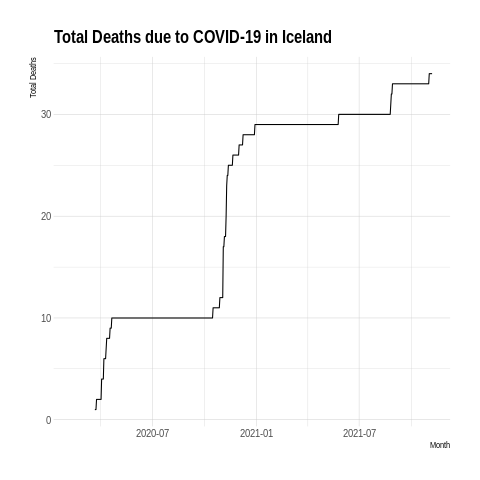 Total Deaths due to COVID-19 in Iceland
Total Deaths
30
20
10
0
2020-07 2021-01 2021-07
Month